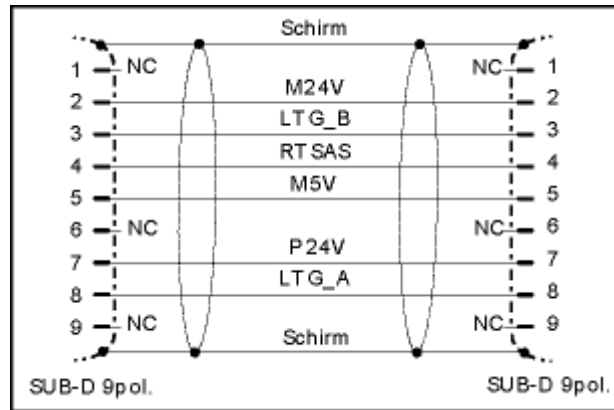 Schirm
1 NC NC 1
M24V
2 2
LTG_B
3 3
RTSAS
4 4
M5V
5 5
6 NC NC 6
P24V
7 7
LTG_A
8 8
9 NC NC 9
Schirm
SUB-D 9pol. SUB-D 9pol.